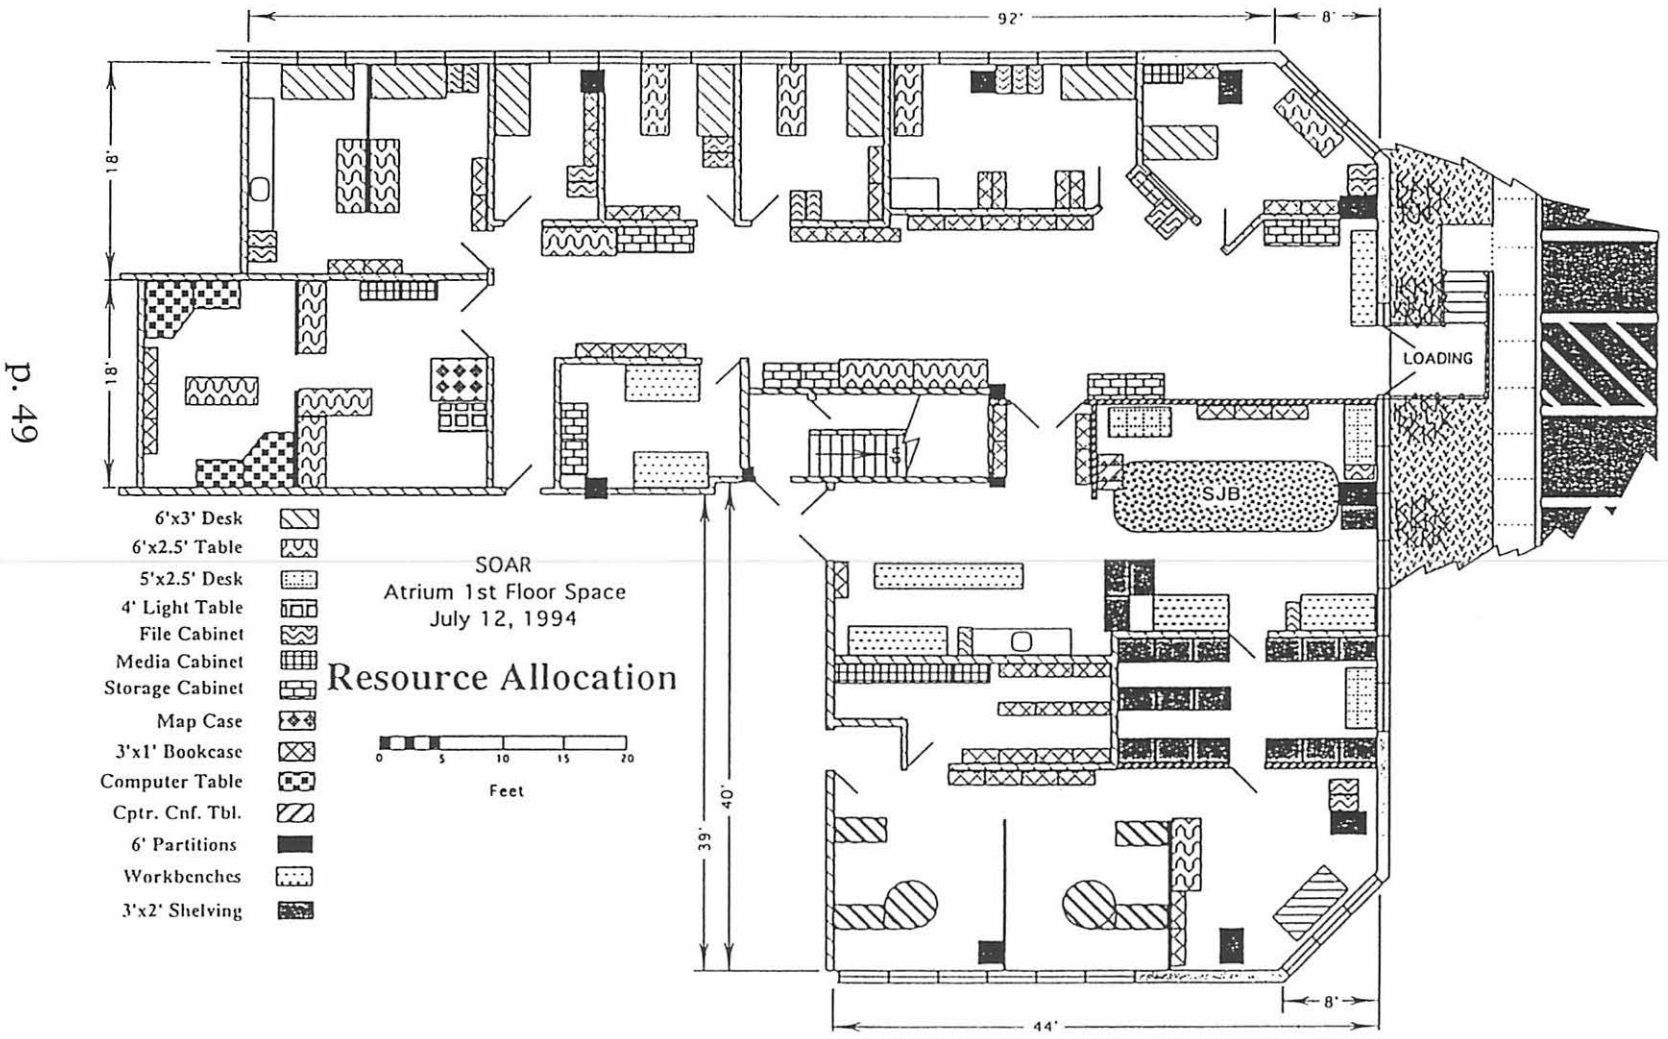 92'
8'
18'
18'
p. 49
LOADING
S
SJB
6'x3' Desk
6'x2.5' Table
5'x2.5' Desk
4' Light Table
File Cabinet
Media Cabinet
Storage Cabinet
Map Case
3'x1' Bookcase
Computer Table
Cptr. Cnf. Tbl.
6' Partitions
Workbenches
3'x2' Shelving
SOAR
Atrium 1st Floor Space
July 12, 1994
Resource Allocation
0 5 10 15 20
Feet
39'
40'
8'
44'